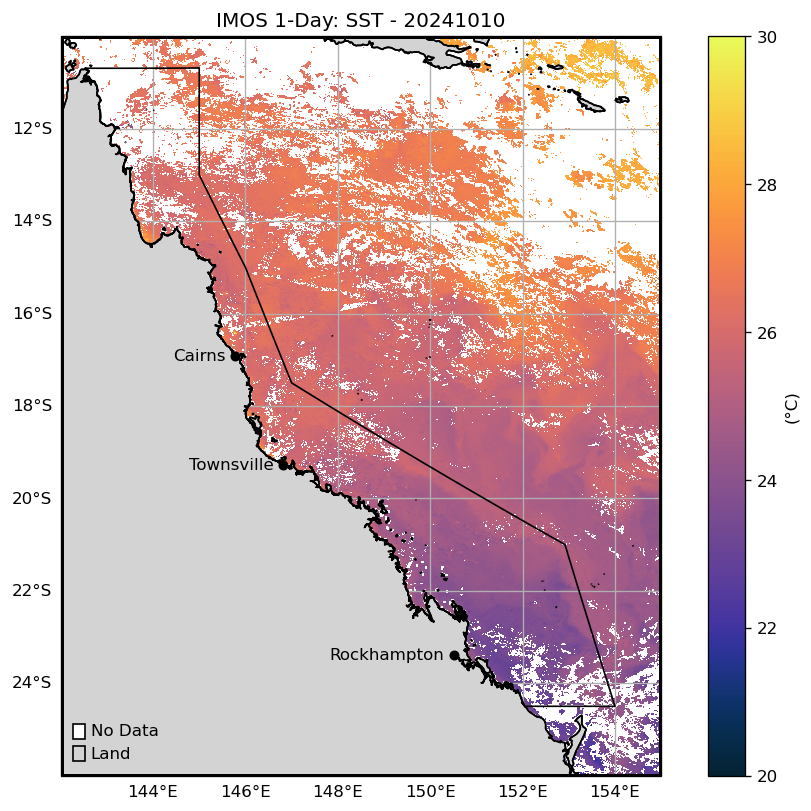 IMOS 1-Day: SST - 20241010
12°S
14°S
16°S
18°S
20°S
22°S
24°S
Cairns
Townsville
Rockhampton
No Data
Land
144°E 146°E 148°E 150°E 152°E 154°E
30
28
26
24
22
20
(°C)